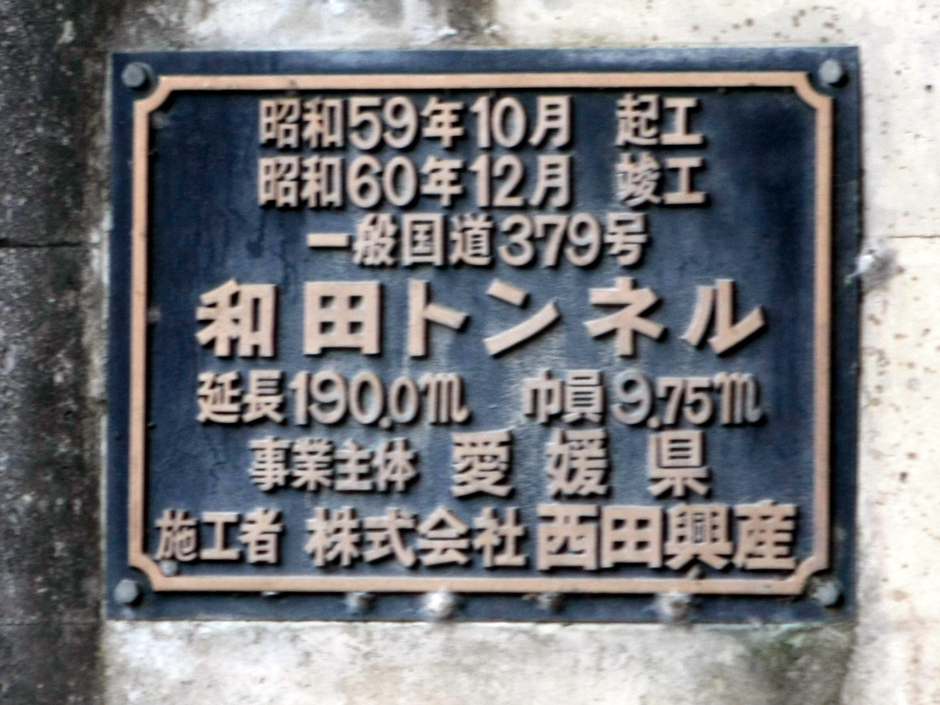 昭和59年10月 起工
昭和60年12月 竣工
一般国道379号
和田トンネル
延長190.0m 巾員9.75m
事業主体 愛媛県
施工者 株式会社西田興産